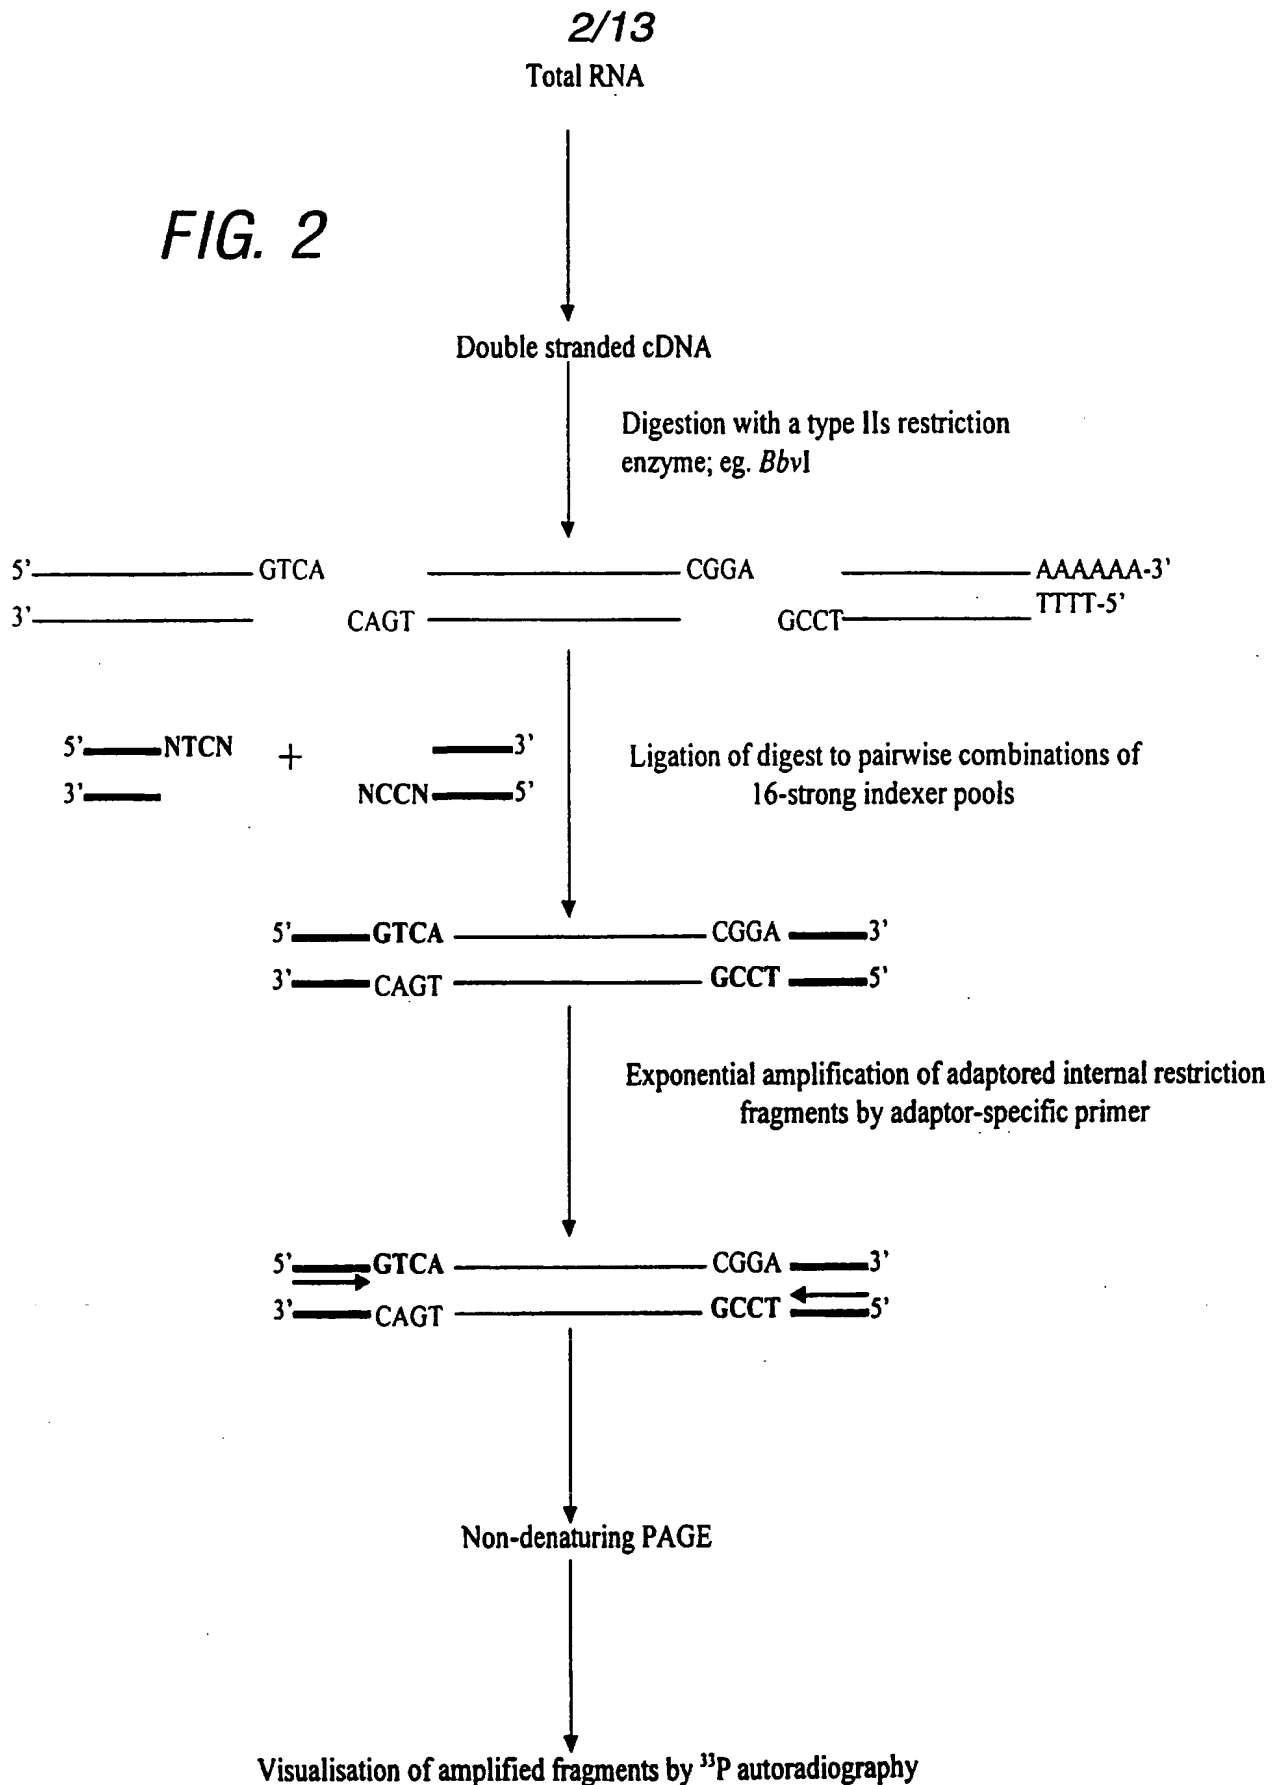 2/13
Total RNA
FIG. 2
Double stranded cDNA
Digestion with a type IIs restriction
enzyme; eg. BbvI
5' GTCA CGGA AAAAAA-3'
TTTT-5'
3' CAGT GCCT
5' NTCN + 3'
3' NCCN 5'
Ligation of digest to pairwise combinations of
16-strong indexer pools
5' GTCA CGGA 3'
3' CAGT GCCT 5'
Exponential amplification of adaptored internal restriction
fragments by adaptor-specific primer
5' GTCA CGGA 3'
3' CAGT GCCT 5'
Non-denaturing PAGE
Visualisation of amplified fragments by ³³P autoradiography